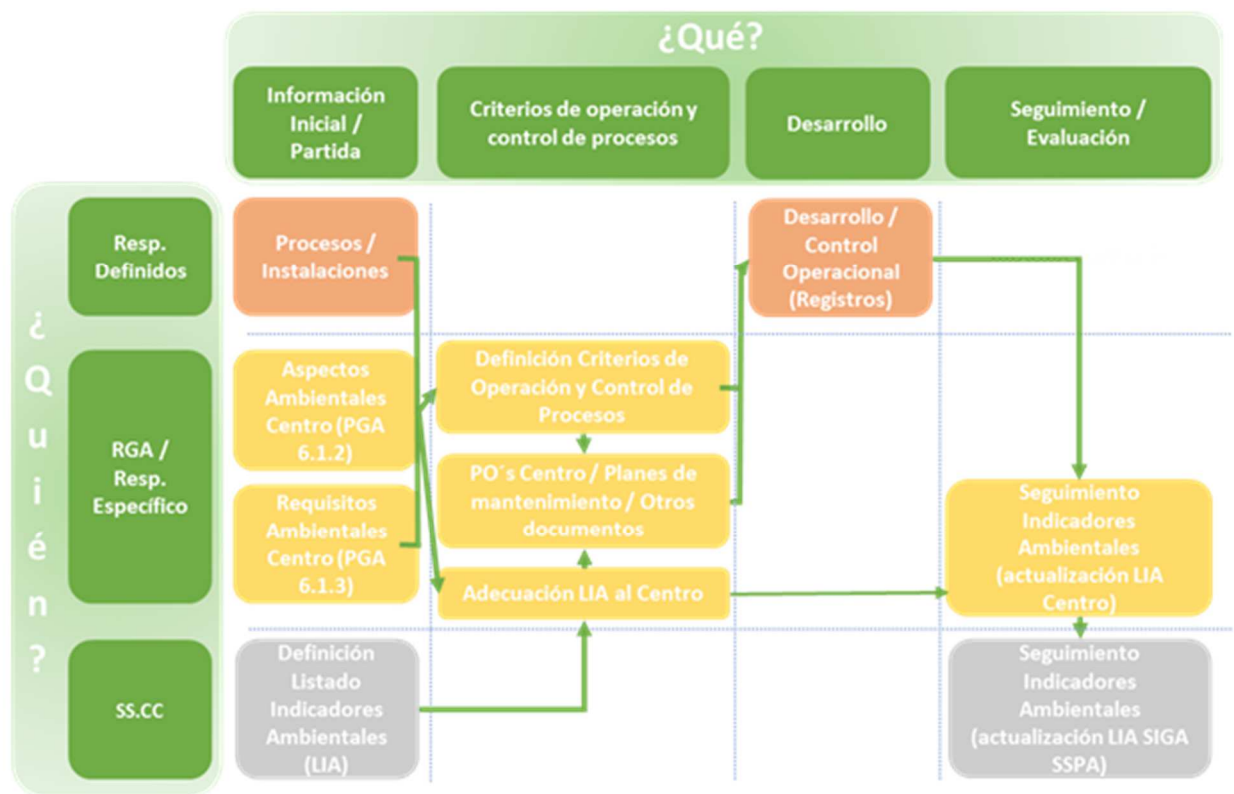 ¿Qué?
Información
Inicial /
Partida
Criterios de operación y
control de procesos
Desarrollo
Seguimiento /
Evaluación
¿Quién?
Resp.
Definidos
Procesos /
Instalaciones
Desarrollo /
Control
Operacional
(Registros)
RGA /
Resp.
Específico
Aspectos
Ambientales
Centro (PGA
6.1.2)
Requisitos
Ambientales
Centro (PGA
6.1.3)
Definición Criterios de
Operación y Control de
Procesos
PO´s Centro / Planes de
mantenimiento / Otros
documentos
Adecuación LIA al Centro
Seguimiento
Indicadores
Ambientales
(actualización LIA
Centro)
SS.CC
Definición
Listado
Indicadores
Ambientales
(LIA)
Seguimiento
Indicadores
Ambientales
(actualización LIA SIGA
SSPA)